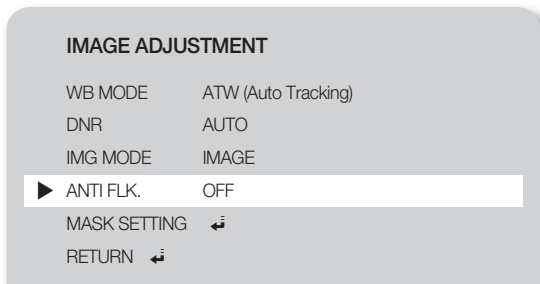 IMAGE ADJUSTMENT
WB MODE ATW (Auto Tracking)
DNR AUTO
IMG MODE IMAGE
▶ ANTI FLK. OFF
MASK SETTING ↵
RETURN ↵